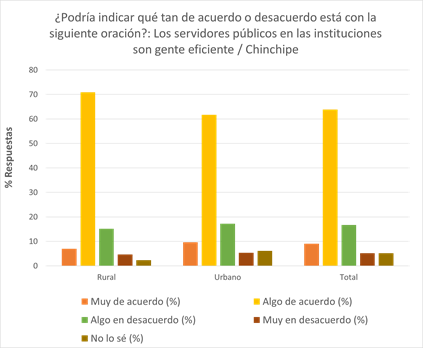 ¿Podría indicar qué tan de acuerdo o desacuerdo está con la
siguiente oración?: Los servidores públicos en las instituciones
son gente eficiente / Chinchipe
80
70
60
50
40
30
20
10
0
% Respuestas
Rural
Urbano
Total
Muy de acuerdo (%)
Algo de acuerdo (%)
Algo en desacuerdo (%)
Muy en desacuerdo (%)
No lo sé (%)